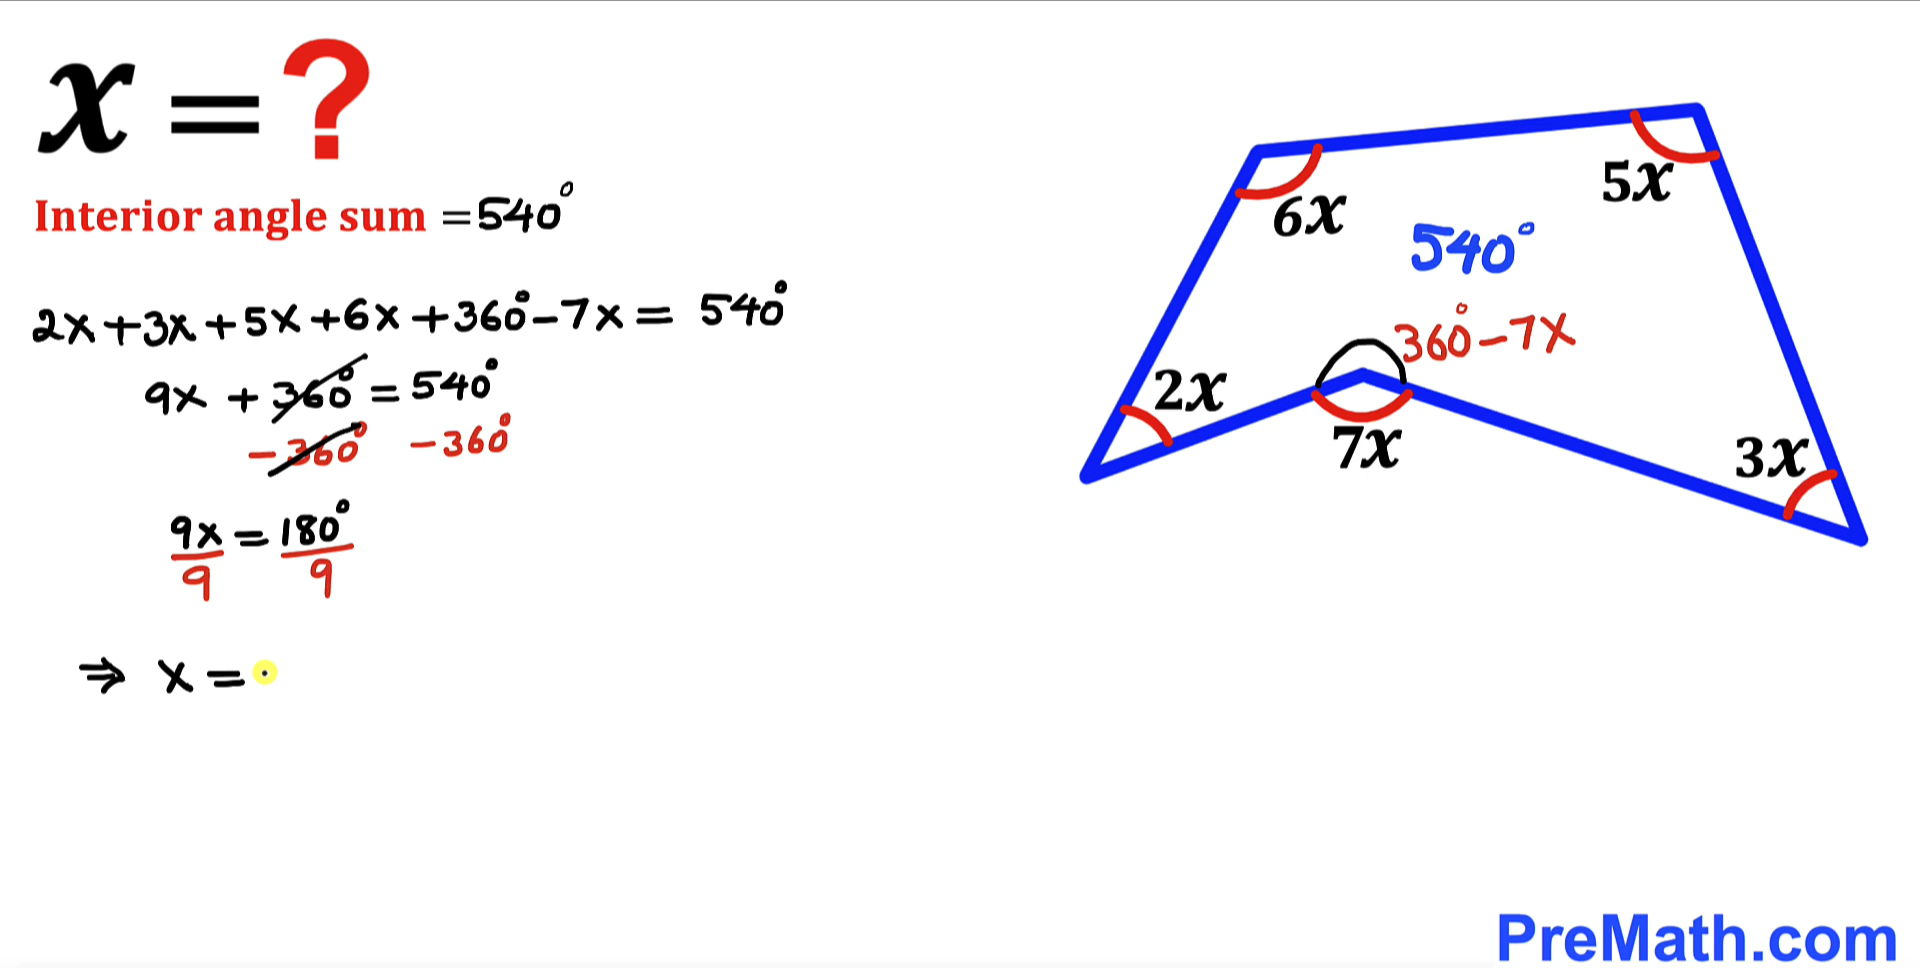 x = ?
Interior angle sum = 540°
2x + 3x + 5x + 6x + 360° - 7x = 540°
9x + 360° = 540°
- 360° - 360°
9x = 180°
9 9
⇒ x =
6x
5x
540°
360° - 7x
2x
7x
3x
PreMath.com